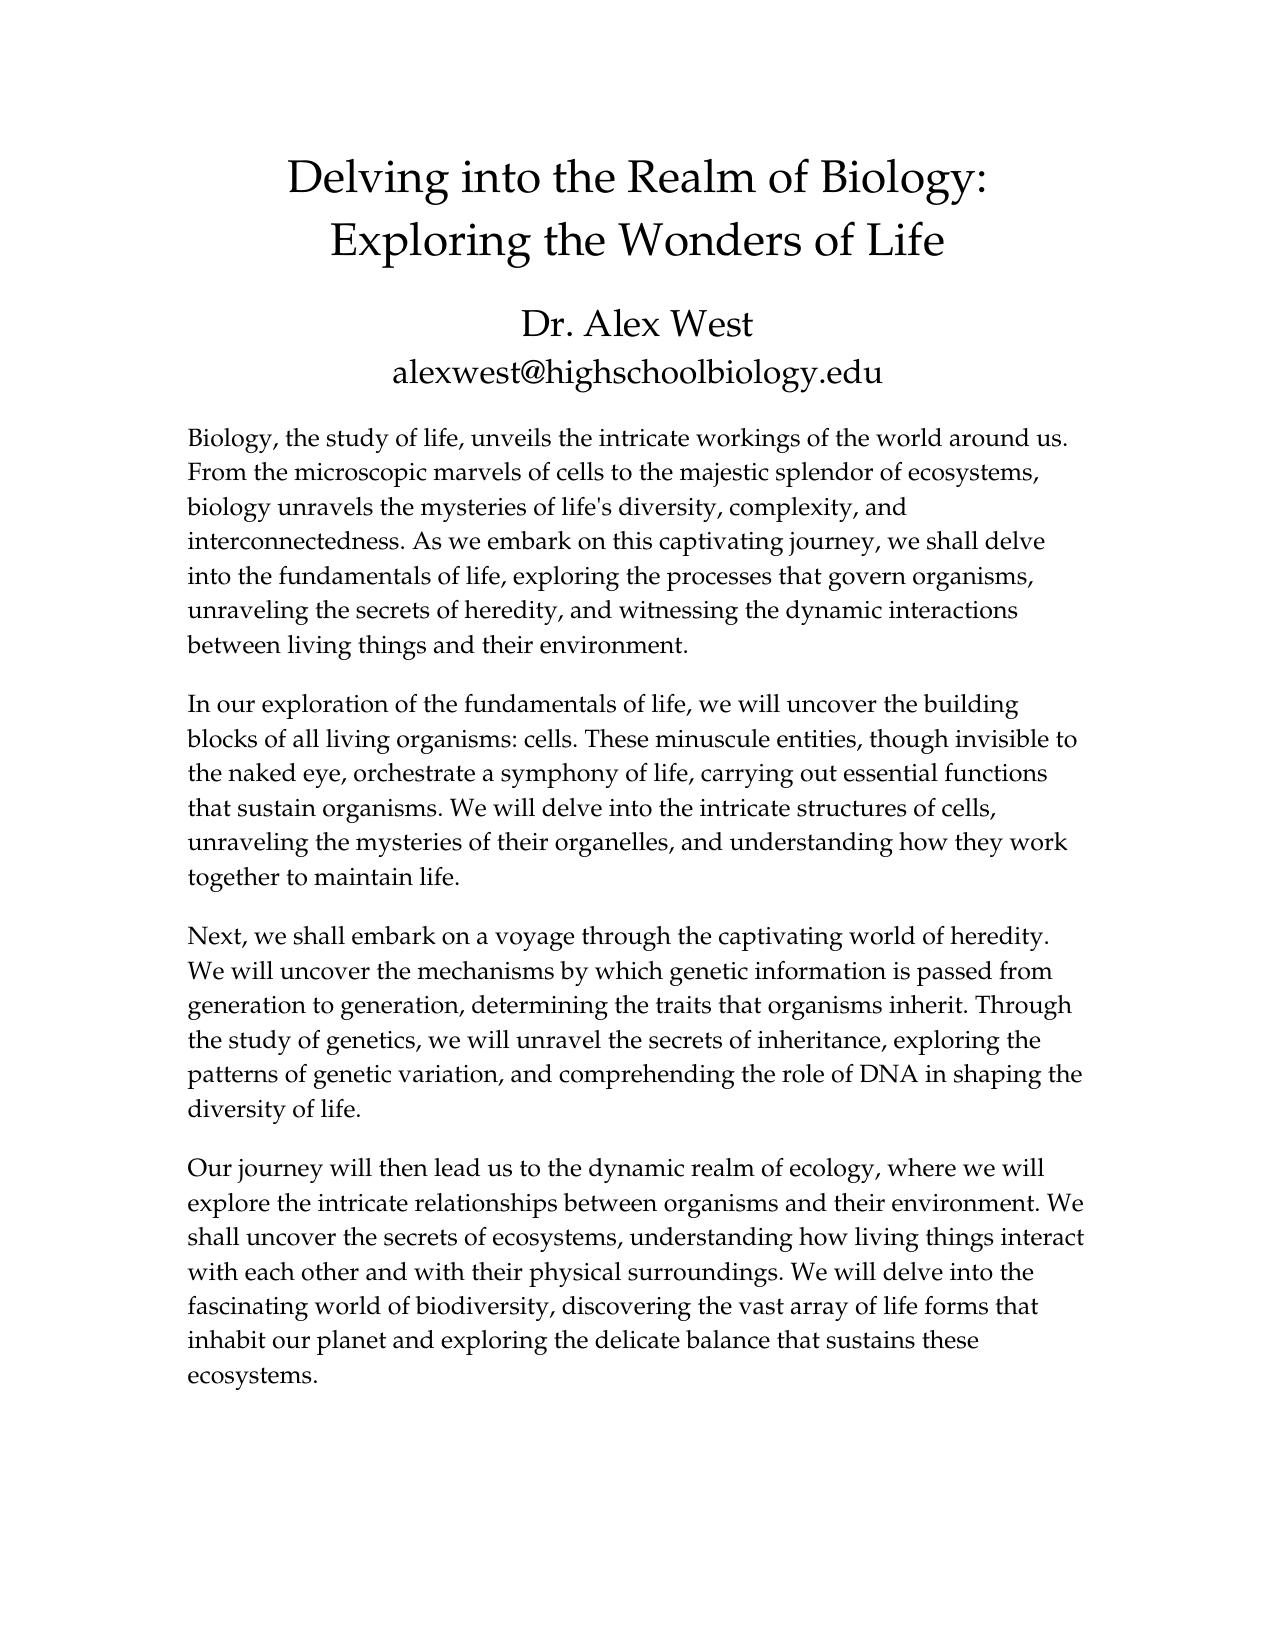 Delving into the Realm of Biology:
Exploring the Wonders of Life
Dr. Alex West
alexwest@highschoolbiology.edu
Biology, the study of life, unveils the intricate workings of the world around us.
From the microscopic marvels of cells to the majestic splendor of ecosystems,
biology unravels the mysteries of life's diversity, complexity, and
interconnectedness. As we embark on this captivating journey, we shall delve
into the fundamentals of life, exploring the processes that govern organisms,
unraveling the secrets of heredity, and witnessing the dynamic interactions
between living things and their environment.
In our exploration of the fundamentals of life, we will uncover the building
blocks of all living organisms: cells. These minuscule entities, though invisible to
the naked eye, orchestrate a symphony of life, carrying out essential functions
that sustain organisms. We will delve into the intricate structures of cells,
unraveling the mysteries of their organelles, and understanding how they work
together to maintain life.
Next, we shall embark on a voyage through the captivating world of heredity.
We will uncover the mechanisms by which genetic information is passed from
generation to generation, determining the traits that organisms inherit. Through
the study of genetics, we will unravel the secrets of inheritance, exploring the
patterns of genetic variation, and comprehending the role of DNA in shaping the
diversity of life.
Our journey will then lead us to the dynamic realm of ecology, where we will
explore the intricate relationships between organisms and their environment. We
shall uncover the secrets of ecosystems, understanding how living things interact
with each other and with their physical surroundings. We will delve into the
fascinating world of biodiversity, discovering the vast array of life forms that
inhabit our planet and exploring the delicate balance that sustains these
ecosystems.